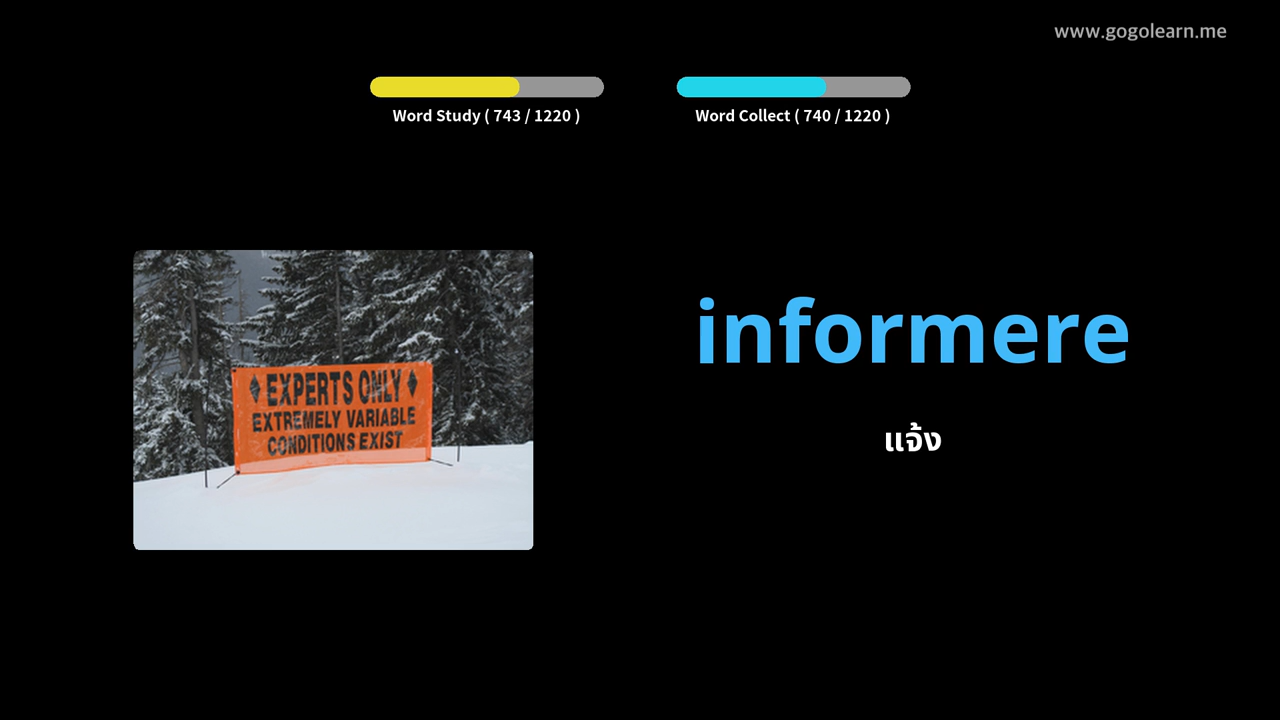 www.gogolearn.me
Word Study ( 743 / 1220 )
Word Collect ( 740 / 1220 )
EXPERTS ONLY
EXTREMELY VARIABLE
CONDITIONS EXIST
informere
แจ้ง